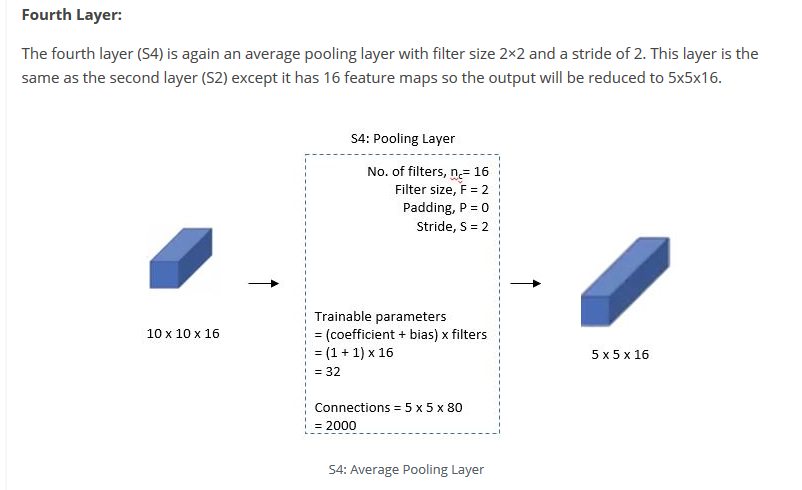 Fourth Layer:
The fourth layer (S4) is again an average pooling layer with filter size 2×2 and a stride of 2. This layer is the
same as the second layer (S2) except it has 16 feature maps so the output will be reduced to 5x5x16.
S4: Pooling Layer
No. of filters, nc= 16
Filter size, F = 2
Padding, P = 0
Stride, S = 2
10 x 10 x 16
Trainable parameters
= (coefficient + bias) x filters
= (1 + 1) x 16
= 32
Connections = 5 x 5 x 80
= 2000
5 x 5 x 16
S4: Average Pooling Layer